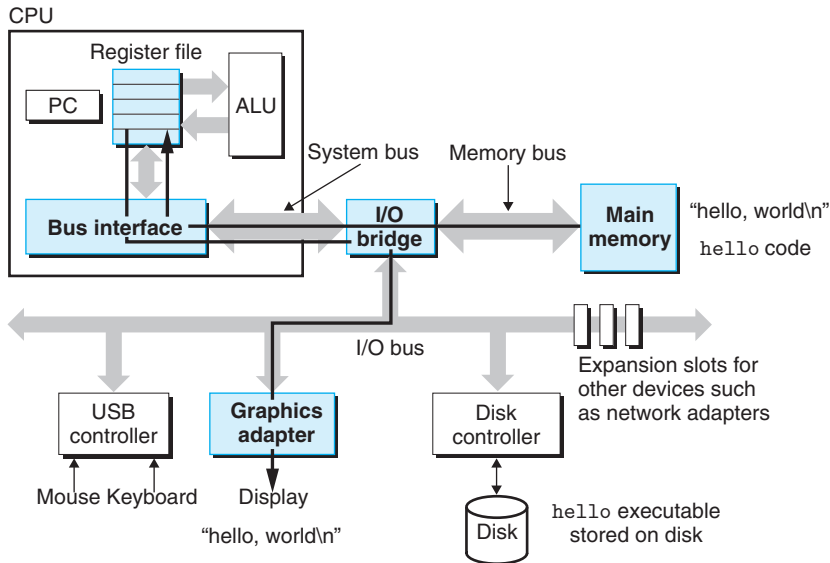 CPU
Register file
PC
ALU
System bus
Memory bus
Bus interface
I/O
bridge
Main
memory
“hello, world\n”
hello code
I/O bus
Expansion slots for
other devices such
as network adapters
USB
controller
Graphics
adapter
Disk
controller
Mouse Keyboard
Display
“hello, world\n”
Disk
hello executable
stored on disk